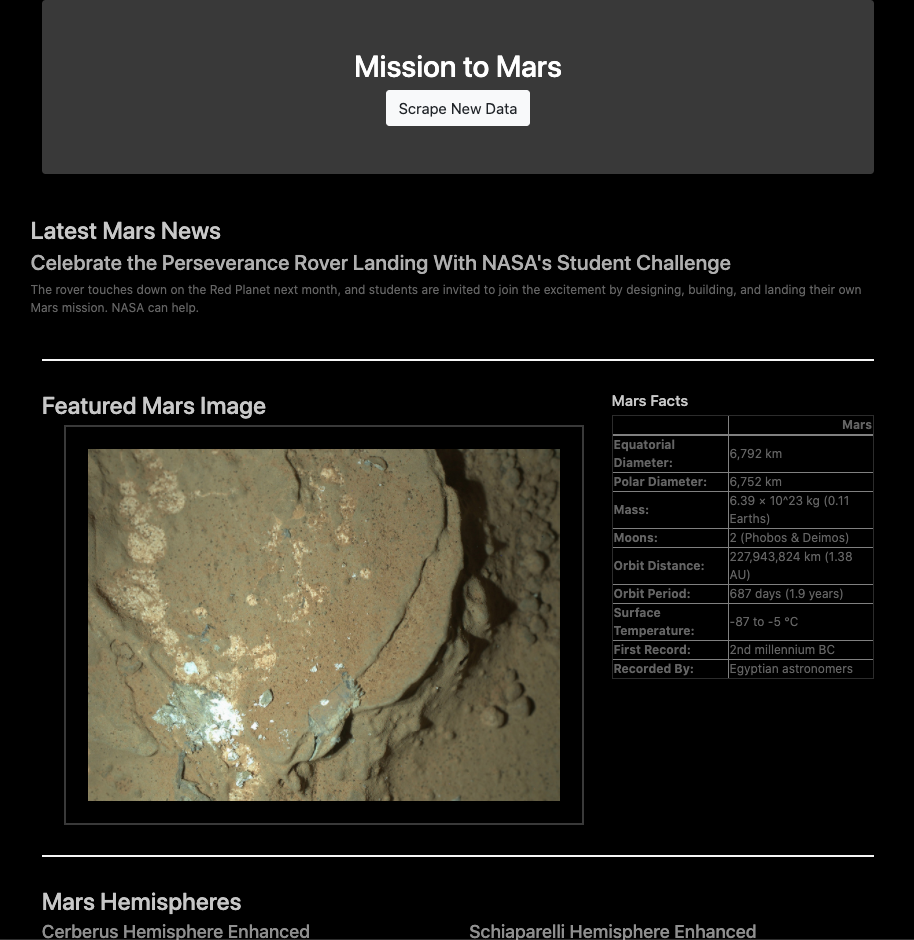 Mission to Mars
Scrape New Data
Latest Mars News
Celebrate the Perseverance Rover Landing With NASA's Student Challenge
The rover touches down on the Red Planet next month, and students are invited to join the excitement by designing, building, and landing their own
Mars mission. NASA can help.
Featured Mars Image
Mars Facts
Mars
Equatorial
Diameter:
6,792 km
Polar Diameter:
6,752 km
Mass:
6.39 × 10^23 kg (0.11
Earths)
Moons:
2 (Phobos & Deimos)
Orbit Distance:
227,943,824 km (1.38
AU)
Orbit Period:
687 days (1.9 years)
Surface
Temperature:
-87 to -5 °C
First Record:
2nd millennium BC
Recorded By:
Egyptian astronomers
Mars Hemispheres
Cerberus Hemisphere Enhanced
Schiaparelli Hemisphere Enhanced